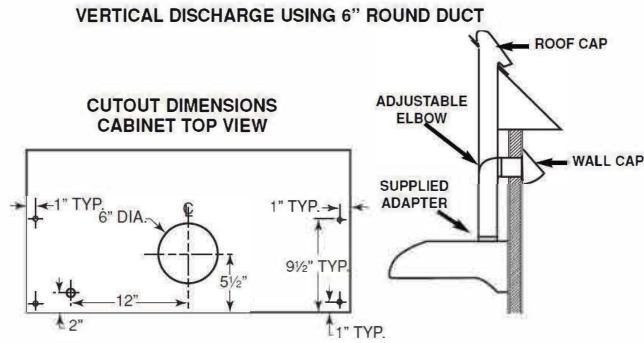 VERTICAL DISCHARGE USING 6” ROUND DUCT
ROOF CAP
CUTOUT DIMENSIONS
CABINET TOP VIEW
ADJUSTABLE
ELBOW
WALL CAP
SUPPLIED
ADAPTER
1” TYP.
6” DIA.
℄
1” TYP.
9½” TYP.
5½”
12”
2”
1” TYP.